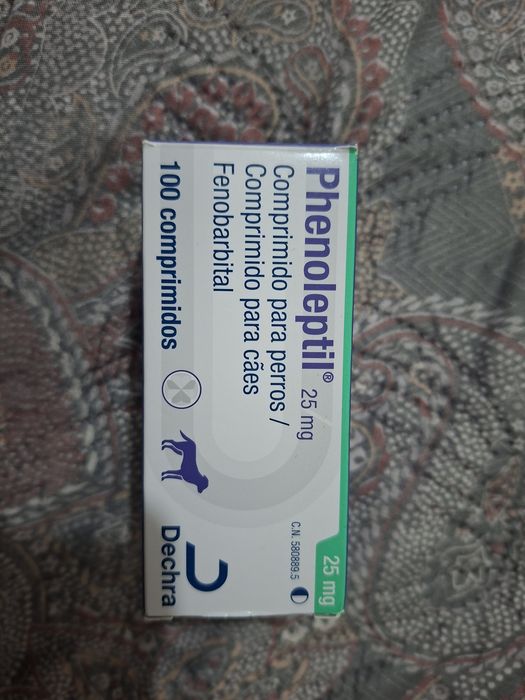 25 mg
Phenoleptil® 25 mg
C.N. 580889.5
Comprimido para perros /
Comprimido para cães
Fenobarbital
100 comprimidos
Dechra